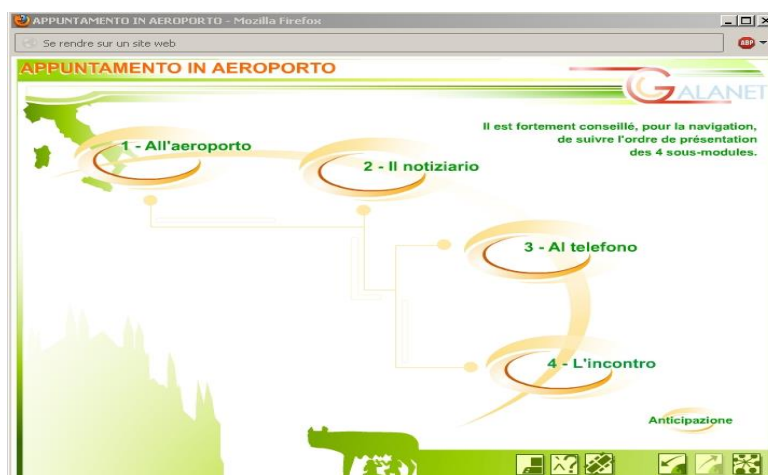 APPUNTAMENTO IN AEROPORTO - Mozilla Firefox
Se rendre sur un site web
ABP
APPUNTAMENTO IN AEROPORTO
GALANET
Il est fortement conseillé, pour la navigation,
de suivre l'ordre de présentation
des 4 sous-modules.
1 - All'aeroporto
2 - Il notiziario
3 - Al telefono
4 - L'incontro
Anticipazione